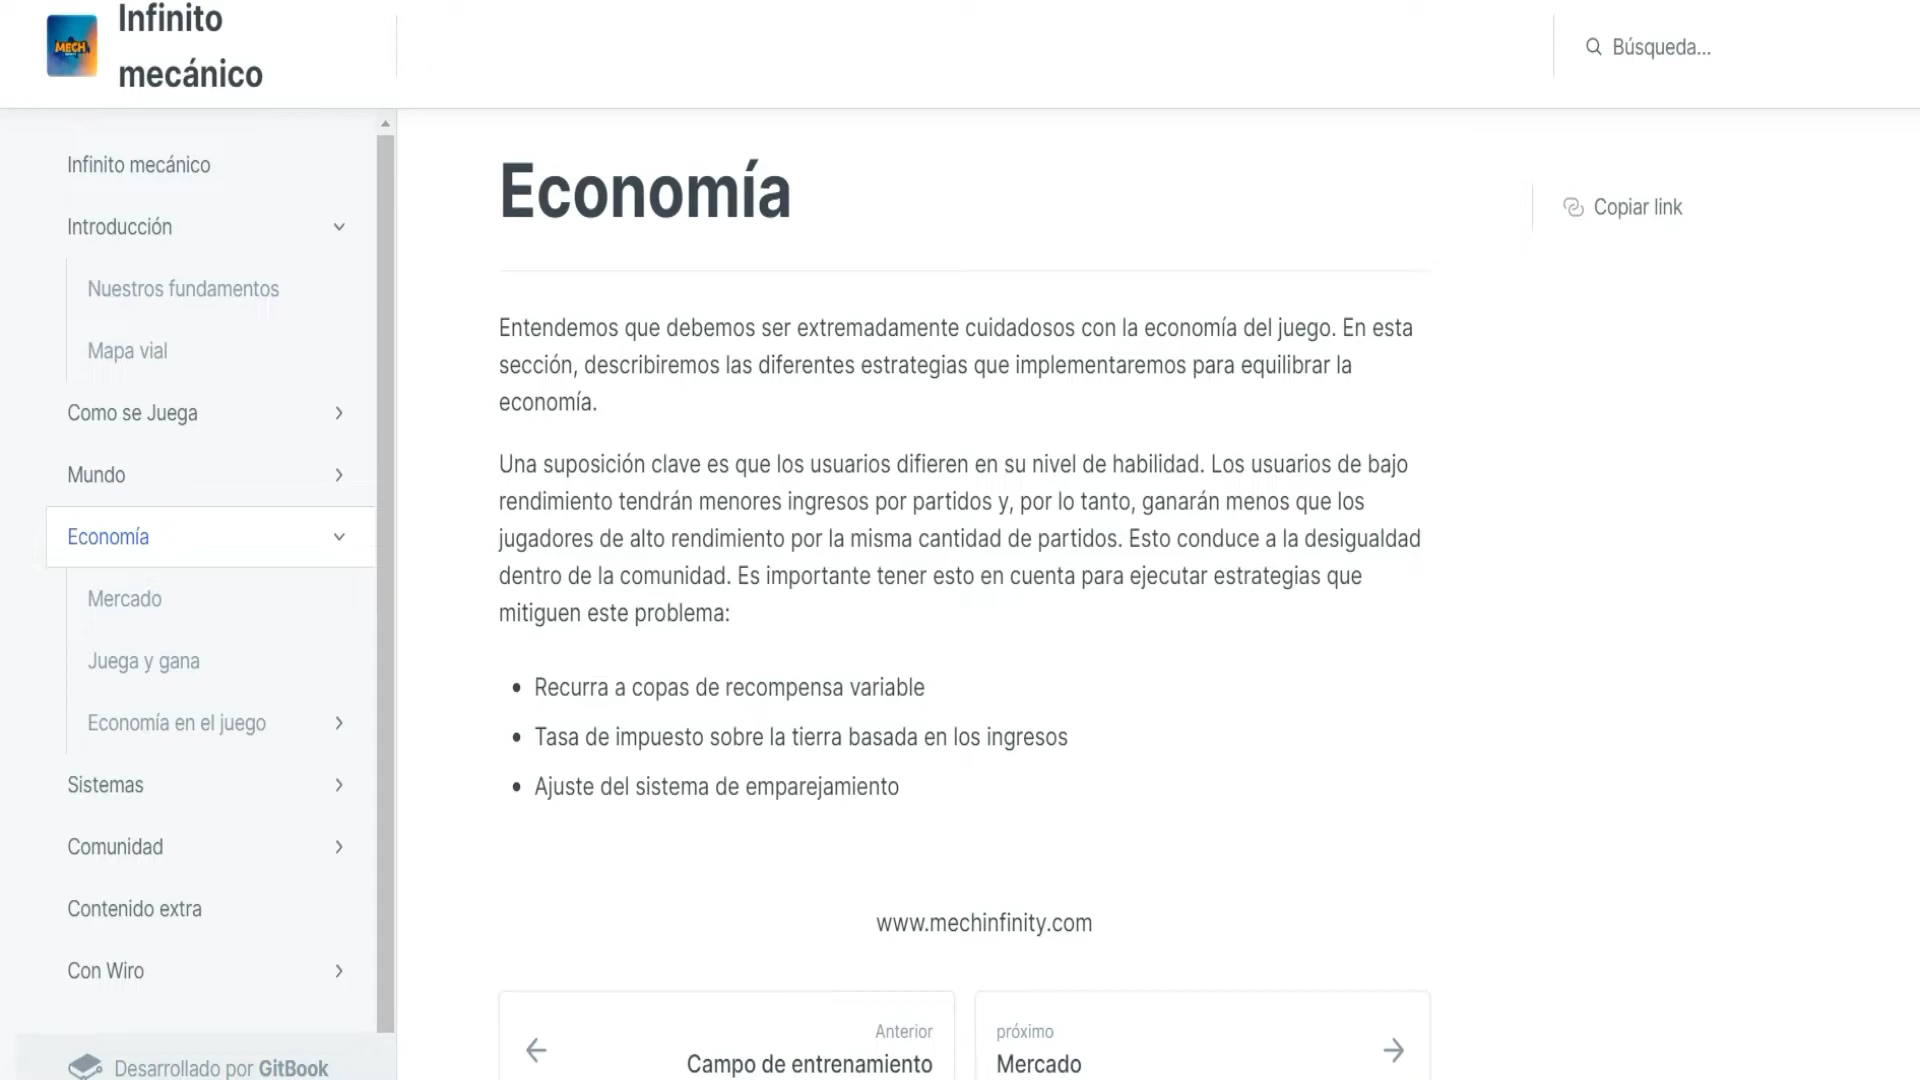 Infinito
mecánico
MECH
Búsqueda...
Infinito mecánico
Introducción
Nuestros fundamentos
Mapa vial
Como se Juega
Mundo
Economía
Mercado
Juega y gana
Economía en el juego
Sistemas
Comunidad
Contenido extra
Con Wiro
Desarrollado por GitBook
Economía
Copiar link
Entendemos que debemos ser extremadamente cuidadosos con la economía del juego. En esta
sección, describiremos las diferentes estrategias que implementaremos para equilibrar la
economía.
Una suposición clave es que los usuarios difieren en su nivel de habilidad. Los usuarios de bajo
rendimiento tendrán menores ingresos por partidos y, por lo tanto, ganarán menos que los
jugadores de alto rendimiento por la misma cantidad de partidos. Esto conduce a la desigualdad
dentro de la comunidad. Es importante tener esto en cuenta para ejecutar estrategias que
mitiguen este problema:
• Recurra a copas de recompensa variable
• Tasa de impuesto sobre la tierra basada en los ingresos
• Ajuste del sistema de emparejamiento
www.mechinfinity.com
Anterior
Campo de entrenamiento
próximo
Mercado